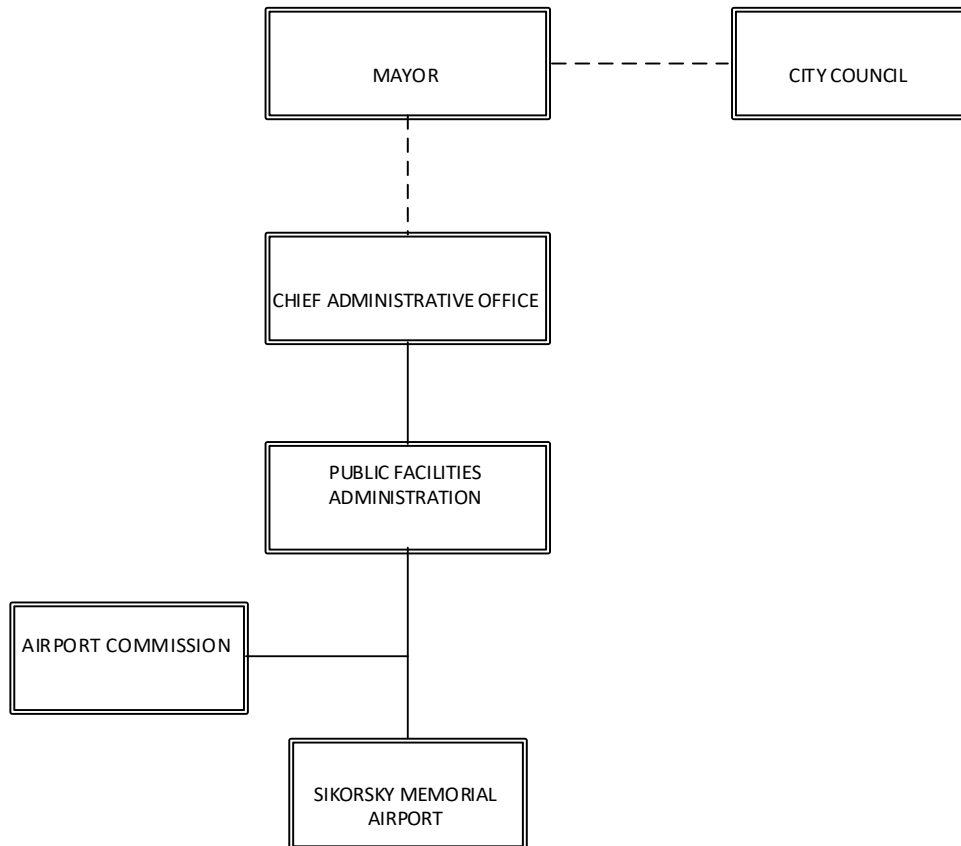 MAYOR
CITY COUNCIL
CHIEF ADMINISTRATIVE OFFICE
PUBLIC FACILITIES
ADMINISTRATION
AIRPORT COMMISSION
SIKORSKY MEMORIAL
AIRPORT